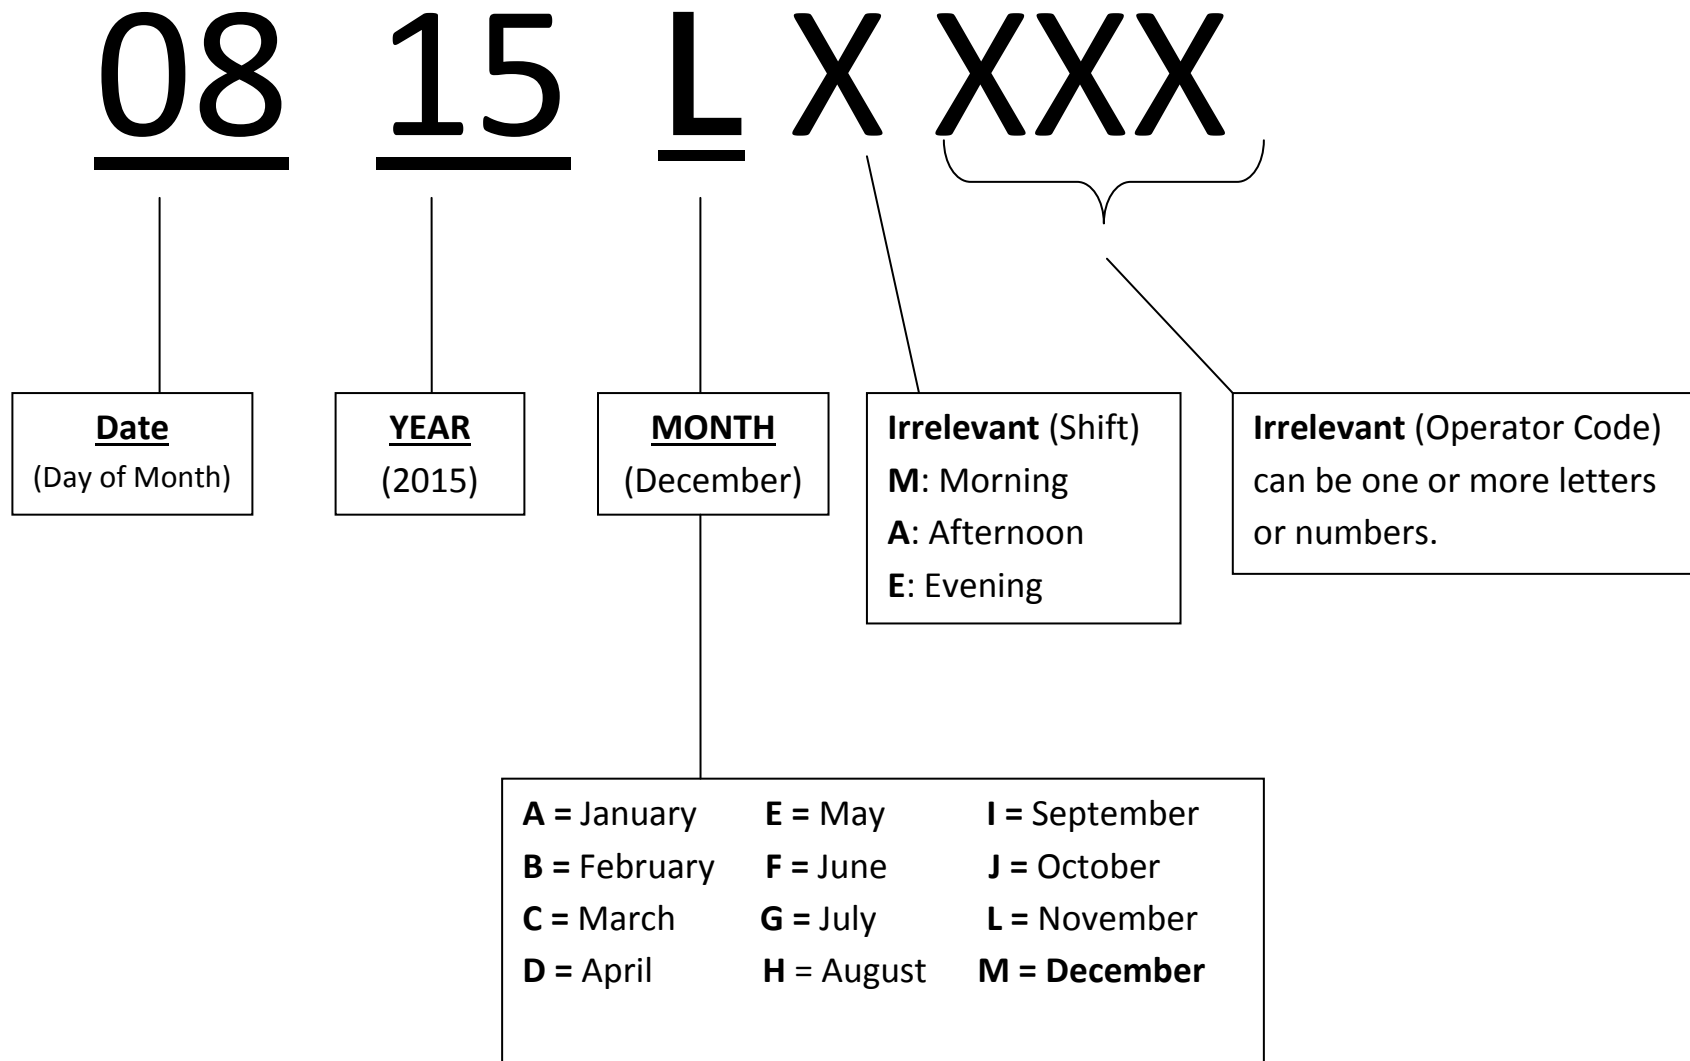 08 15 L X XXX
Date
(Day of Month)
YEAR
(2015)
MONTH
(December)
Irrelevant (Shift)
M: Morning
A: Afternoon
E: Evening
Irrelevant (Operator Code)
can be one or more letters
or numbers.
A = January E = May I = September
B = February F = June J = October
C = March G = July L = November
D = April H = August M = December